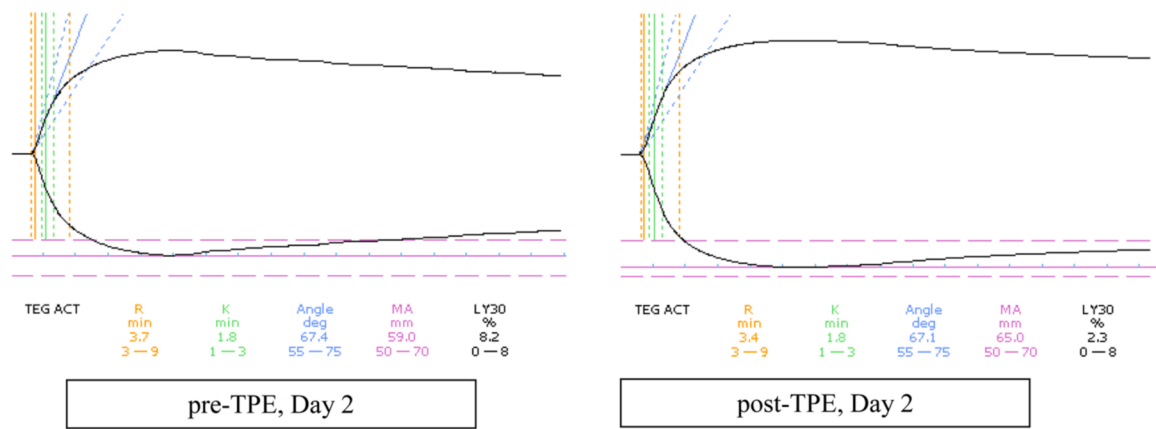 TEG ACT R K Angle MA LY30
min min deg mm %
3.7 1.8 67.4 59.0 8.2
3 — 9 1 — 3 55 — 75 50 — 70 0 — 8
pre-TPE, Day 2
TEG ACT R K Angle MA LY30
min min deg mm %
3.4 1.8 67.1 65.0 2.3
3 — 9 1 — 3 55 — 75 50 — 70 0 — 8
post-TPE, Day 2